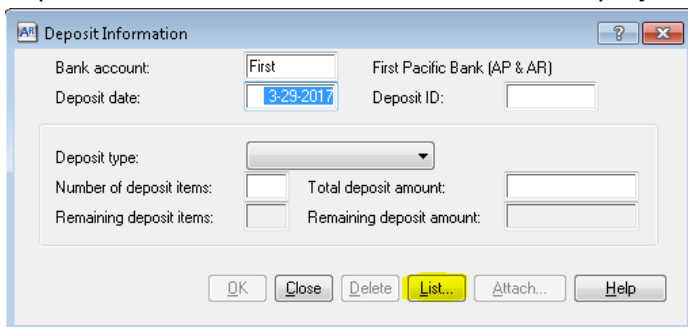 AR Deposit Information ?
Bank account: First First Pacific Bank (AP & AR)
Deposit date: 3-29-2017 Deposit ID:
Deposit type:
Number of deposit items: Total deposit amount:
Remaining deposit items: Remaining deposit amount:
OK Close Delete List... Attach... Help